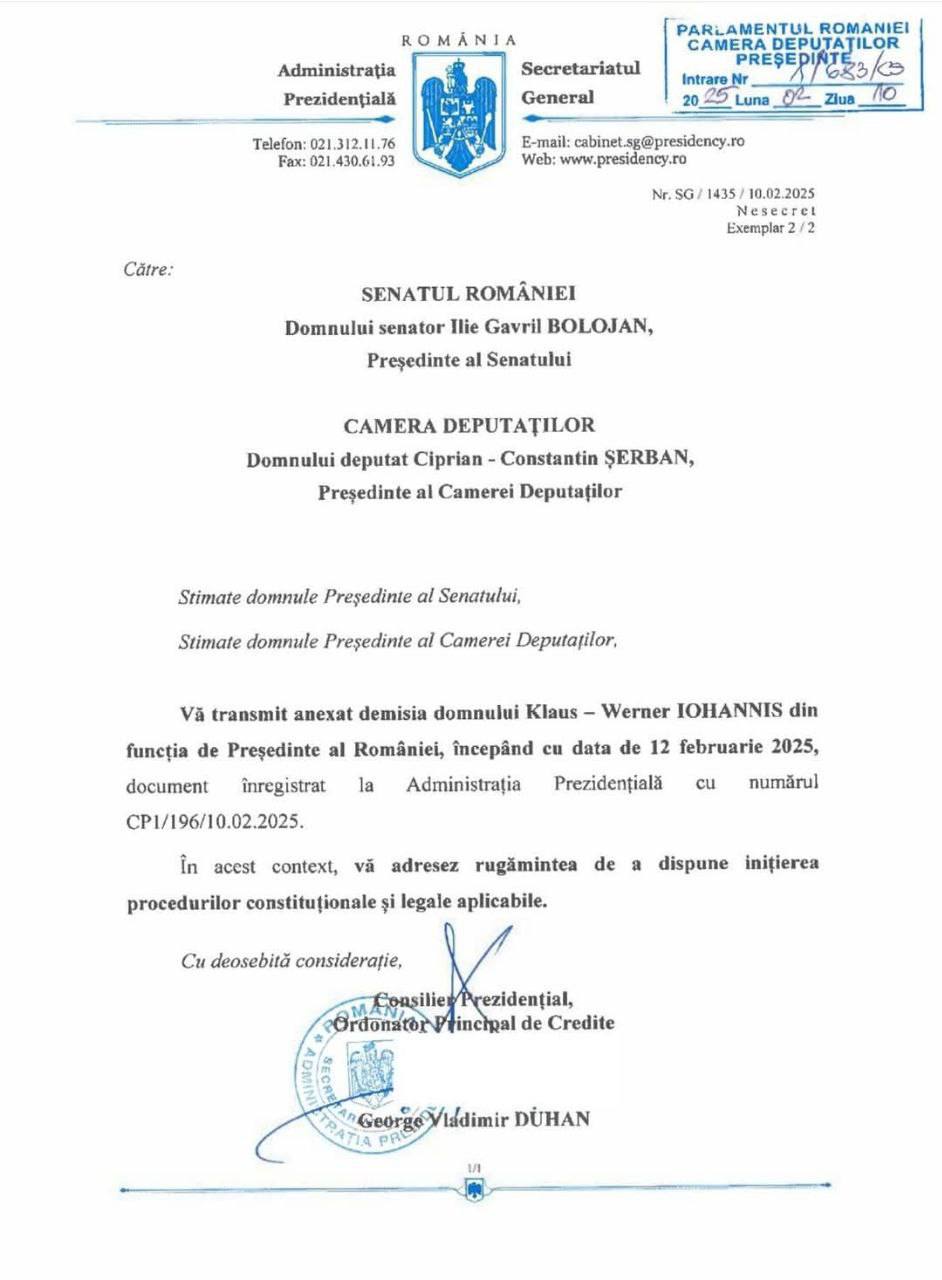 ROMÂNIA
Administrația
Prezidențială
Secretariatul
General
Telefon: 021.312.11.76
Fax: 021.430.61.93
E-mail: cabinet.sg@presidency.ro
Web: www.presidency.ro
PARLAMENTUL ROMANIEI
CAMERA DEPUTAȚILOR
PREȘEDINTE
Intrare Nr 1/683/CS
2025 Luna 02 Ziua 10
Nr. SG / 1435 / 10.02.2025
Nesecret
Exemplar 2 / 2
Către:
SENATUL ROMÂNIEI
Domnului senator Ilie Gavril BOLOJAN,
Președinte al Senatului
CAMERA DEPUTAȚILOR
Domnului deputat Ciprian - Constantin ȘERBAN,
Președinte al Camerei Deputaților
Stimate domnule Președinte al Senatului,
Stimate domnule Președinte al Camerei Deputaților,
Vă transmit anexat demisia domnului Klaus – Werner IOHANNIS din
funcția de Președinte al României, începând cu data de 12 februarie 2025,
document înregistrat la Administrația Prezidențială cu numărul
CP1/196/10.02.2025.
În acest context, vă adresez rugămintea de a dispune inițierea
procedurilor constituționale și legale aplicabile.
Cu deosebită considerație,
Consilier Prezidențial,
Ordonator Principal de Credite
ROMÂNIA
George Vladimir DUHAN
1/1